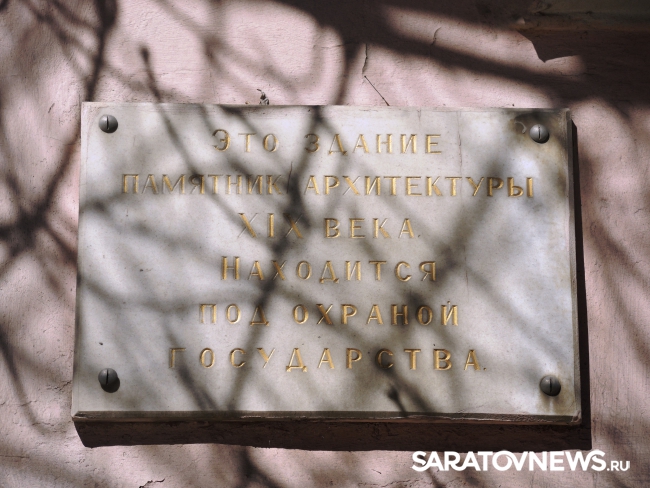 Это здание
памятник архитектуры
XIX века.
Находится
под охраной
государства.
SARATOVNEWS.RU